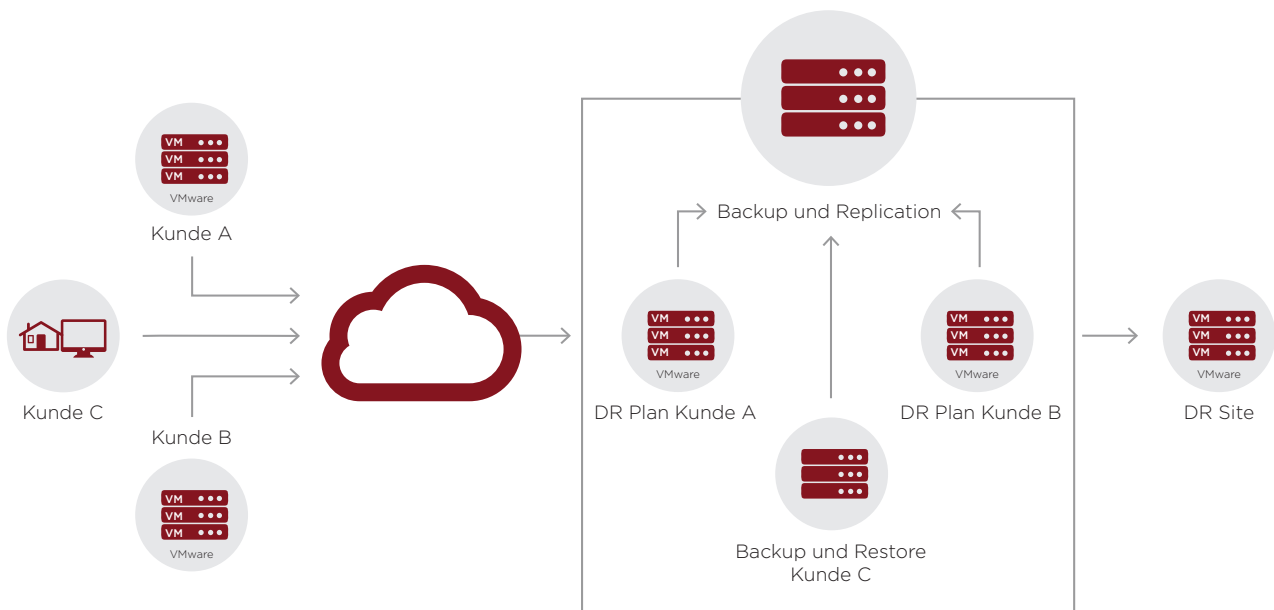 VM
VM
VM
VMware
Kunde A
Kunde C
Kunde B
VM
VM
VM
VMware
Backup und Replication
VM
VM
VM
VMware
DR Plan Kunde A
VM
VM
VM
VMware
DR Plan Kunde B
Backup und Restore
Kunde C
VM
VM
VM
VMware
DR Site